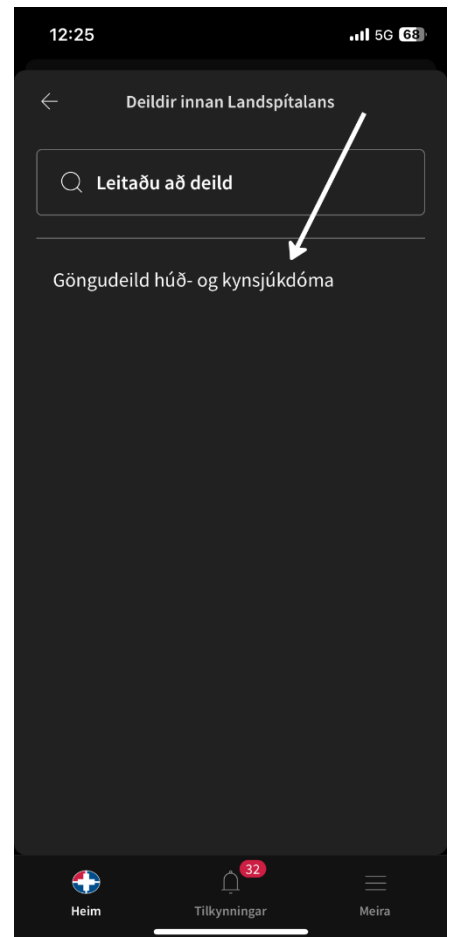 12:25 5G 68
Deildir innan Landspítalans
Leitaðu að deild
Göngudeild húð- og kynsjúkdóma
32
Heim Tilkynningar Meira